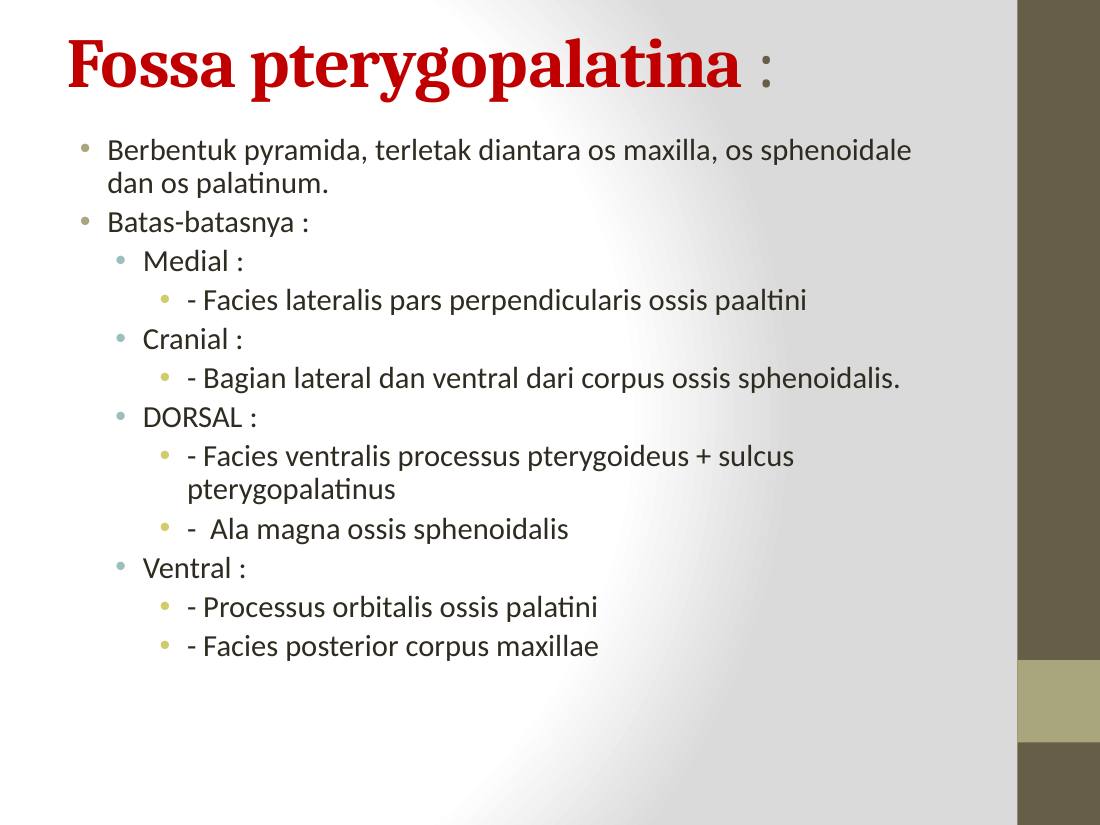 Fossa pterygopalatina :
• Berbentuk pyramida, terletak diantara os maxilla, os sphenoidale
dan os palatinum.
• Batas-batasnya :
• Medial :
• - Facies lateralis pars perpendicularis ossis paaltini
• Cranial :
• - Bagian lateral dan ventral dari corpus ossis sphenoidalis.
• DORSAL :
• - Facies ventralis processus pterygoideus + sulcus
pterygopalatinus
• -  Ala magna ossis sphenoidalis
• Ventral :
• - Processus orbitalis ossis palatini
• - Facies posterior corpus maxillae